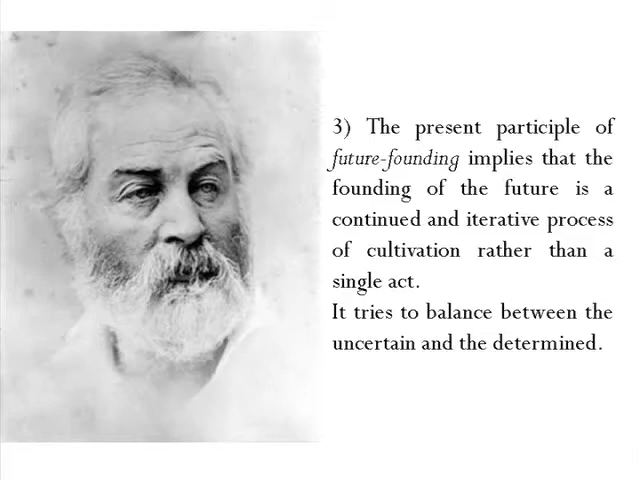 3) The present participle of
future-founding implies that the
founding of the future is a
continued and iterative process
of cultivation rather than a
single act.
It tries to balance between the
uncertain and the determined.